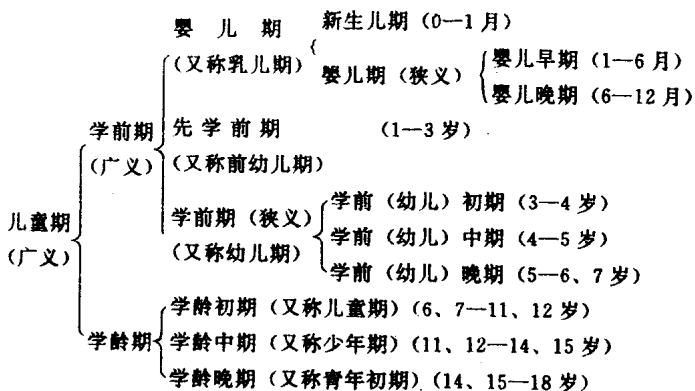 婴儿期
新生儿期（0—1月）
（又称乳儿期）
婴儿期（狭义）
婴儿早期（1—6月）
婴儿晚期（6—12月）
学前期
（广义）
先学前期
（1—3岁）
（又称前幼儿期）
儿童期
（广义）
学前期（狭义）
（又称幼儿期）
学前（幼儿）初期（3—4岁）
学前（幼儿）中期（4—5岁）
学前（幼儿）晚期（5—6、7岁）
学龄期
学龄初期（又称儿童期）（6、7—11、12岁）
学龄中期（又称少年期）（11、12—14、15岁）
学龄晚期（又称青年初期）（14、15—18岁）